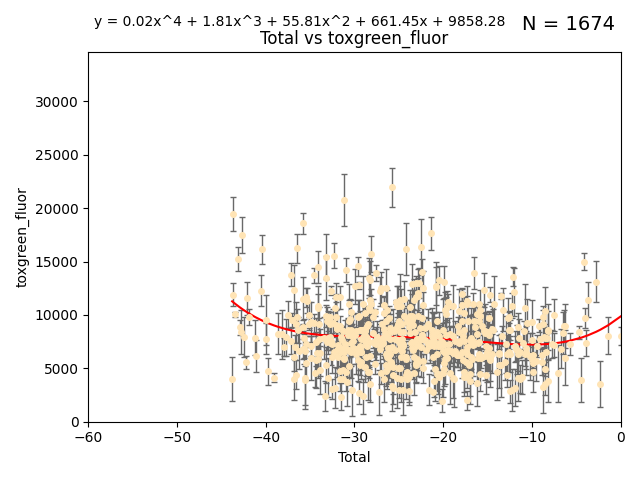 y = 0.02x^4 + 1.81x^3 + 55.81x^2 + 661.45x + 9858.28
N = 1674
Total vs toxgreen_fluor
toxgreen_fluor
30000
25000
20000
15000
10000
5000
0
−60
−50
−40
−30
−20
−10
0
Total